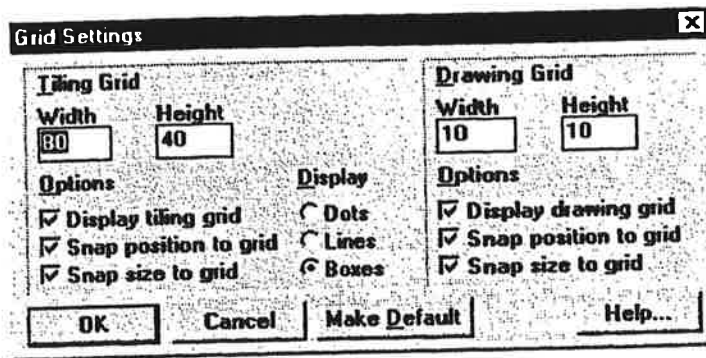 Grid Settings
Tiling Grid
Width Height
80 40
Options
Display tiling grid
Snap position to grid
Snap size to grid
Display
Dots
Lines
Boxes
Drawing Grid
Width Height
10 10
Options
Display drawing grid
Snap position to grid
Snap size to grid
OK Cancel Make Default Help...